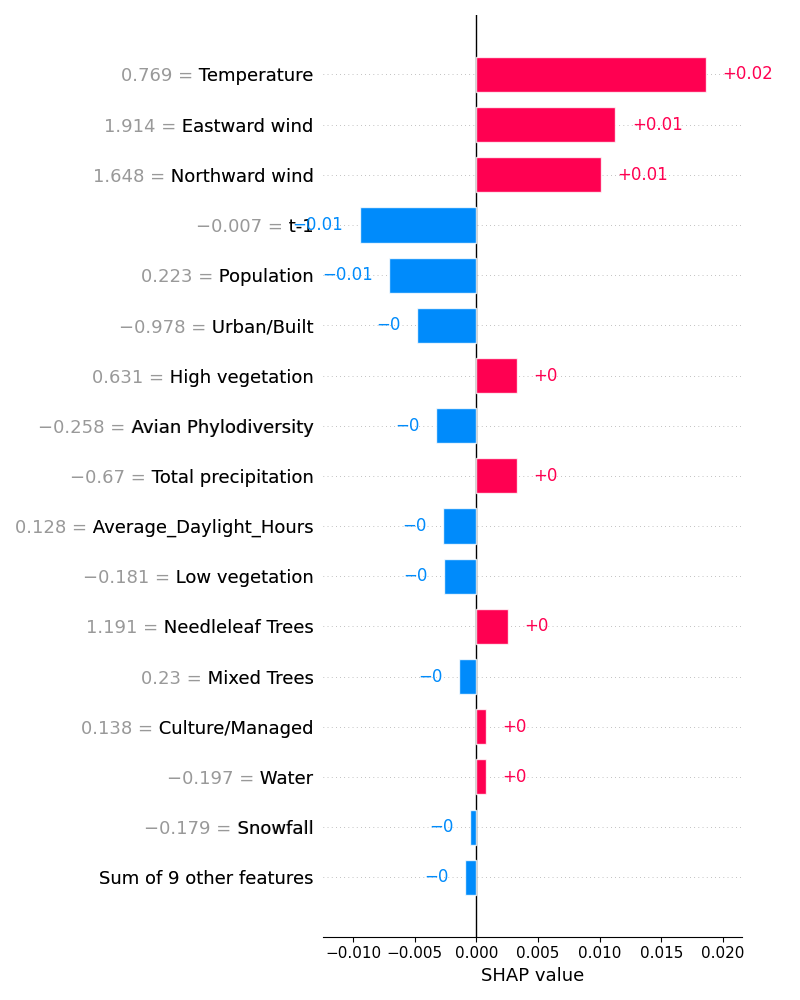 0.769 = Temperature +0.02
1.914 = Eastward wind +0.01
1.648 = Northward wind +0.01
−0.007 = t-1 −0.01
0.223 = Population −0.01
−0.978 = Urban/Built −0
0.631 = High vegetation +0
−0.258 = Avian Phylodiversity −0
−0.67 = Total precipitation +0
0.128 = Average_Daylight_Hours −0
−0.181 = Low vegetation −0
1.191 = Needleleaf Trees +0
0.23 = Mixed Trees −0
0.138 = Culture/Managed +0
−0.197 = Water +0
−0.179 = Snowfall −0
Sum of 9 other features −0
−0.010 −0.005 0.000 0.005 0.010 0.015 0.020
SHAP value